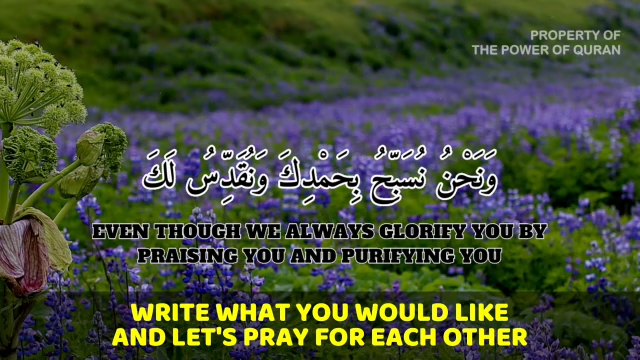 PROPERTY OF
THE POWER OF QURAN
وَنَحْنُ نُسَبِّحُ بِحَمْدِكَ وَنُقَدِّسُ لَكَ
EVEN THOUGH WE ALWAYS GLORIFY YOU BY
PRAISING YOU AND PURIFYING YOU
WRITE WHAT YOU WOULD LIKE
AND LET'S PRAY FOR EACH OTHER